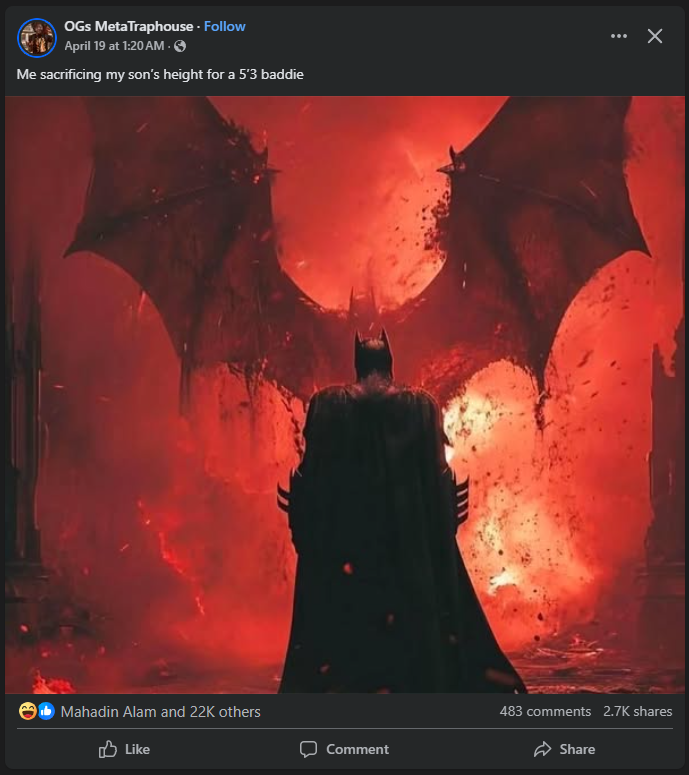 OGs MetaTraphouse · Follow
April 19 at 1:20 AM ·
Me sacrificing my son's height for a 5'3 baddie
Mahadin Alam and 22K others
483 comments 2.7K shares
Like
Comment
Share